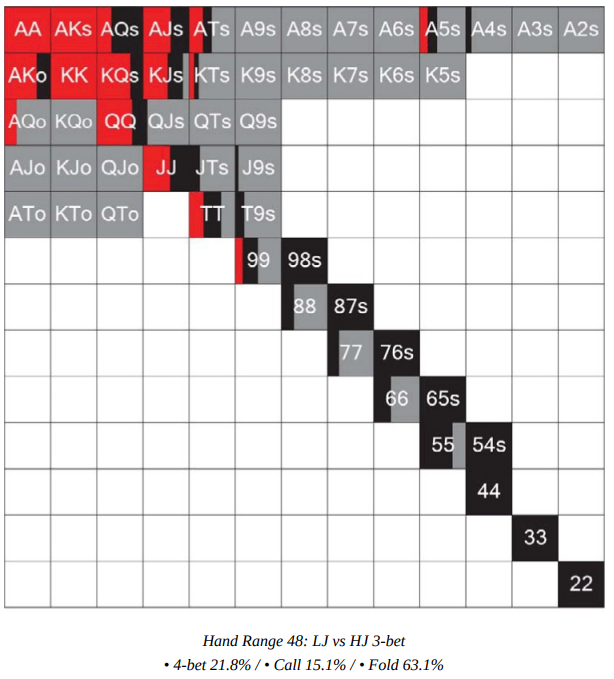 AA AKs AQs AJs ATs A9s A8s A7s A6s A5s A4s A3s A2s
AKo KK KQs KJs KTs K9s K8s K7s K6s K5s
AQo KQo QQ QJs QTs Q9s
AJo KJo QJo JJ JTs J9s
ATo KTo QTo TT T9s
99 98s
88 87s
77 76s
66 65s
55 54s
44
33
22
Hand Range 48: LJ vs HJ 3-bet
• 4-bet 21.8% / • Call 15.1% / • Fold 63.1%